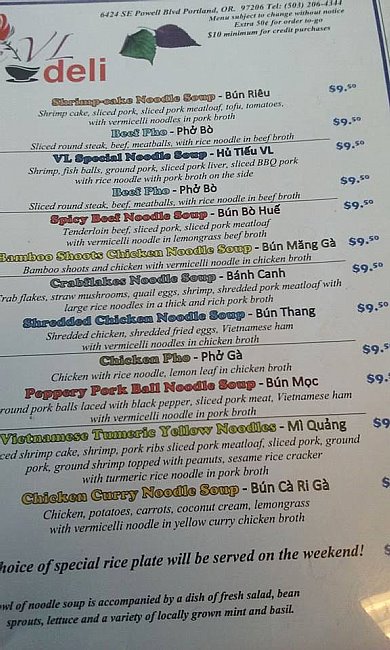 6424 SE Powell Blvd Portland, OR. 97206 Tel: (503) 206-4344
Menu subject to change without notice
Extra 50¢ for order to-go
$10 minimum for credit purchases
VL
deli
Shrimp-cake Noodle Soup - Bún Riêu $9.50
Shrimp cake, sliced pork, sliced pork meatloaf, tofu, tomatoes,
with vermicelli noodles in pork broth
Beef Pho - Phở Bò $9.50
Sliced round steak, beef, meatballs, with rice noodle in beef broth
VL Special Noodle Soup - Hủ Tiếu VL $9.50
Shrimp, fish balls, ground pork, sliced pork liver, sliced BBQ pork
with rice noodle with pork broth on the side
Beef Pho - Phở Bò $9.50
Sliced round steak, beef, meatballs, with rice noodle in beef broth
Spicy Beef Noodle Soup - Bún Bò Huế $9.50
Tenderloin beef, sliced pork, sliced pork meatloaf
with vermicelli noodle in lemongrass beef broth
Bamboo Shoots Chicken Noodle Soup - Bún Măng Gà $9.50
Bamboo shoots and chicken with vermicelli noodle in chicken broth
Crabflakes Noodle Soup - Bánh Canh $9.50
Crab flakes, straw mushrooms, quail eggs, shrimp, shredded pork meatloaf with
large rice noodles in a thick and rich pork broth
Shredded Chicken Noodle Soup - Bún Thang $9.50
Shredded chicken, shredded fried eggs, Vietnamese ham
with vermicelli noodles in chicken broth
Chicken Pho - Phở Gà $9.50
Chicken with rice noodle, lemon leaf in chicken broth
Peppery Pork Ball Noodle Soup - Bún Mọc $9.
round pork balls laced with black pepper, sliced pork meat, Vietnamese ham
with vermicelli noodle in pork broth
Vietnamese Tumeric Yellow Noodles - Mì Quảng $9
ced shrimp cake, shrimp, pork ribs sliced pork meatloaf, sliced pork, ground
pork, ground shrimp topped with peanuts, sesame rice cracker
with turmeric rice noodle in pork broth
Chicken Curry Noodle Soup - Bún Cà Ri Gà $
Chicken, potatoes, carrots, coconut cream, lemongrass
with vermicelli noodle in yellow curry chicken broth
hoice of special rice plate will be served on the weekend! $
owl of noodle soup is accompanied by a dish of fresh salad, bean
sprouts, lettuce and a variety of locally grown mint and basil.